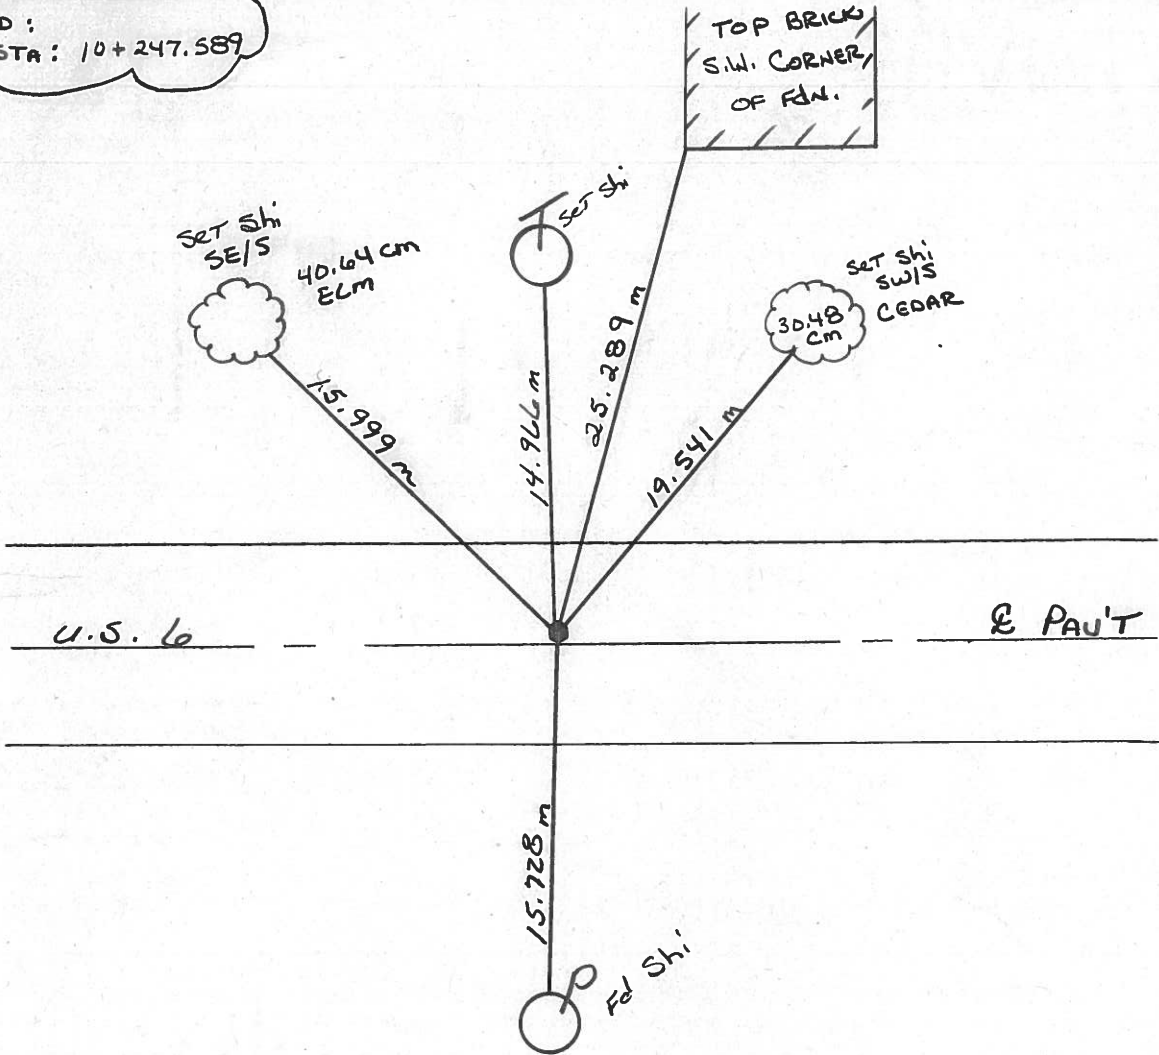 D:
STA: 10+247.589
TOP BRICK
S.W. CORNER
OF Fdn.
Set Shi
Set Shi
SE/S
40.64 cm
ELM
Set Shi
SW/S
CEDAR
30.48
cm
15.999 m
14.966 m
25.289 m
19.541 m
U.S. 6
℄ PAV'T
15.728 m
Fd Shi